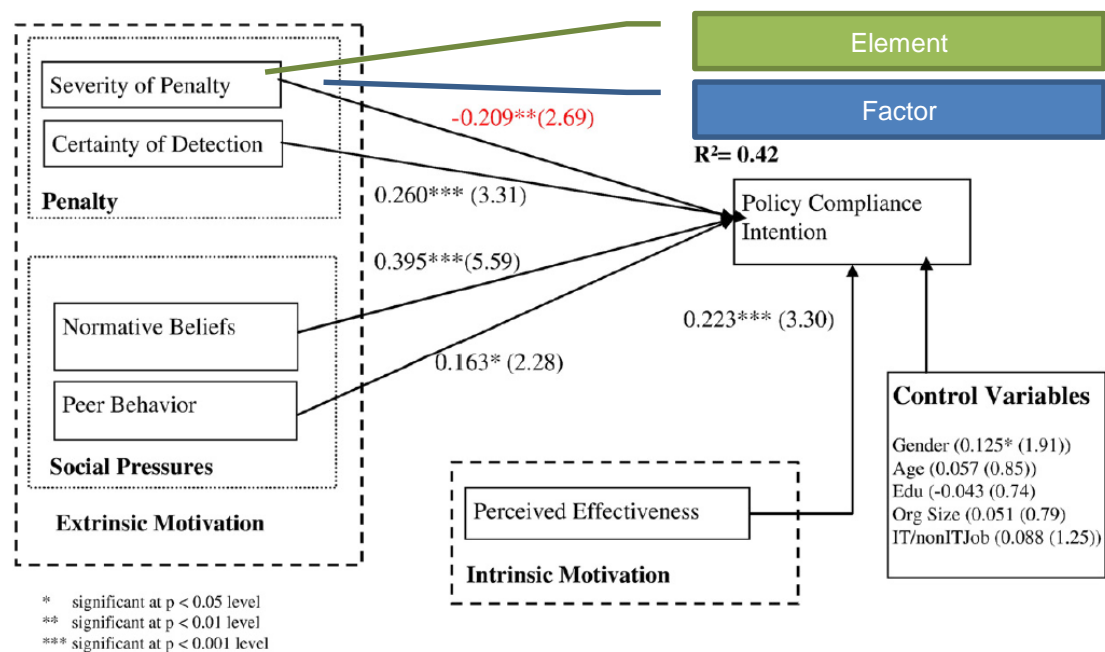 Element
Factor
Severity of Penalty
Certainty of Detection
Penalty
-0.209**(2.69)
0.260*** (3.31)
R²= 0.42
Policy Compliance
Intention
Normative Beliefs
Peer Behavior
Social Pressures
Extrinsic Motivation
0.395***(5.59)
0.163* (2.28)
0.223*** (3.30)
Perceived Effectiveness
Intrinsic Motivation
Control Variables
Gender (0.125* (1.91))
Age (0.057 (0.85))
Edu (-0.043 (0.74)
Org Size (0.051 (0.79)
IT/nonITJob (0.088 (1.25))
* significant at p < 0.05 level
** significant at p < 0.01 level
*** significant at p < 0.001 level